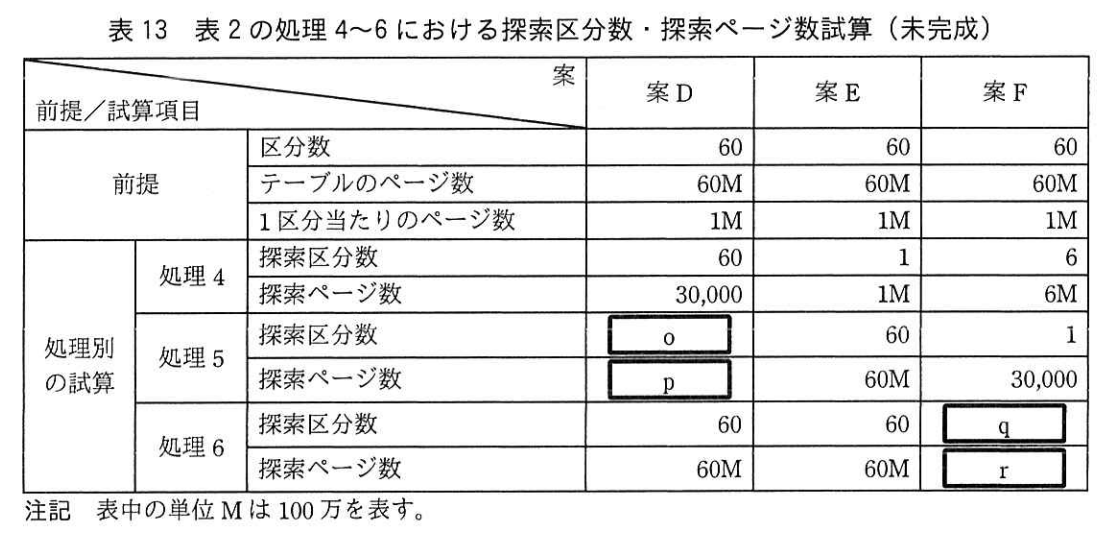 表 13 表 2 の処理 4～6 における探索区分数・探索ページ数試算（未完成）
案
前提／試算項目
案 D 案 E 案 F
前提
区分数 60 60 60
テーブルのページ数 60M 60M 60M
1 区分当たりのページ数 1M 1M 1M
処理別の試算
処理 4
探索区分数 60 1 6
探索ページ数 30,000 1M 6M
処理 5
探索区分数 o 60 1
探索ページ数 p 60M 30,000
処理 6
探索区分数 60 60 q
探索ページ数 60M 60M r
注記 表中の単位 M は 100 万を表す。